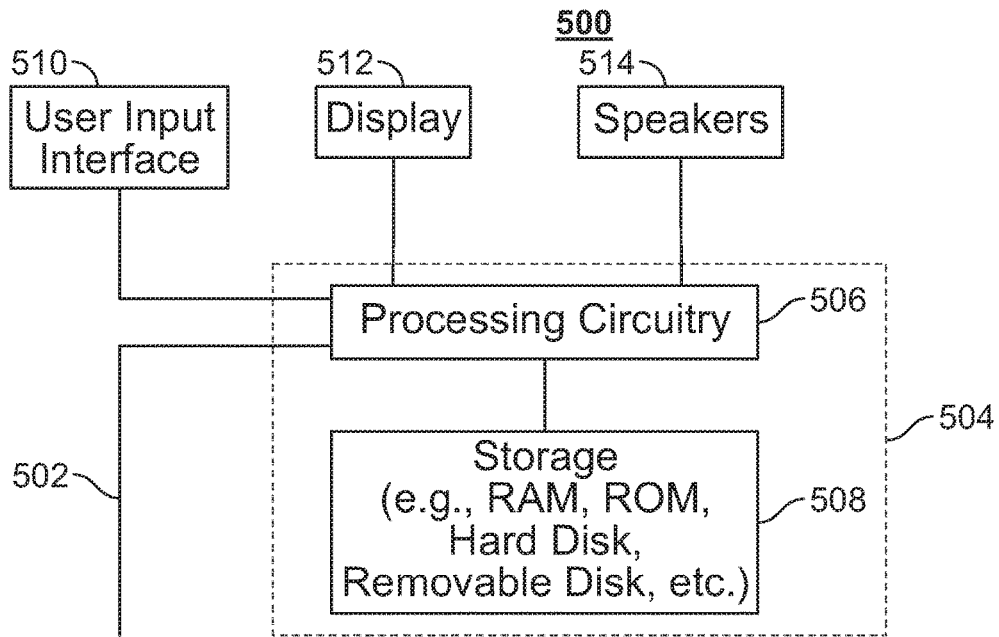 500
510
512
514
User Input
Interface
Display
Speakers
Processing Circuitry
506
504
502
Storage
(e.g., RAM, ROM,
Hard Disk,
Removable Disk, etc.)
508